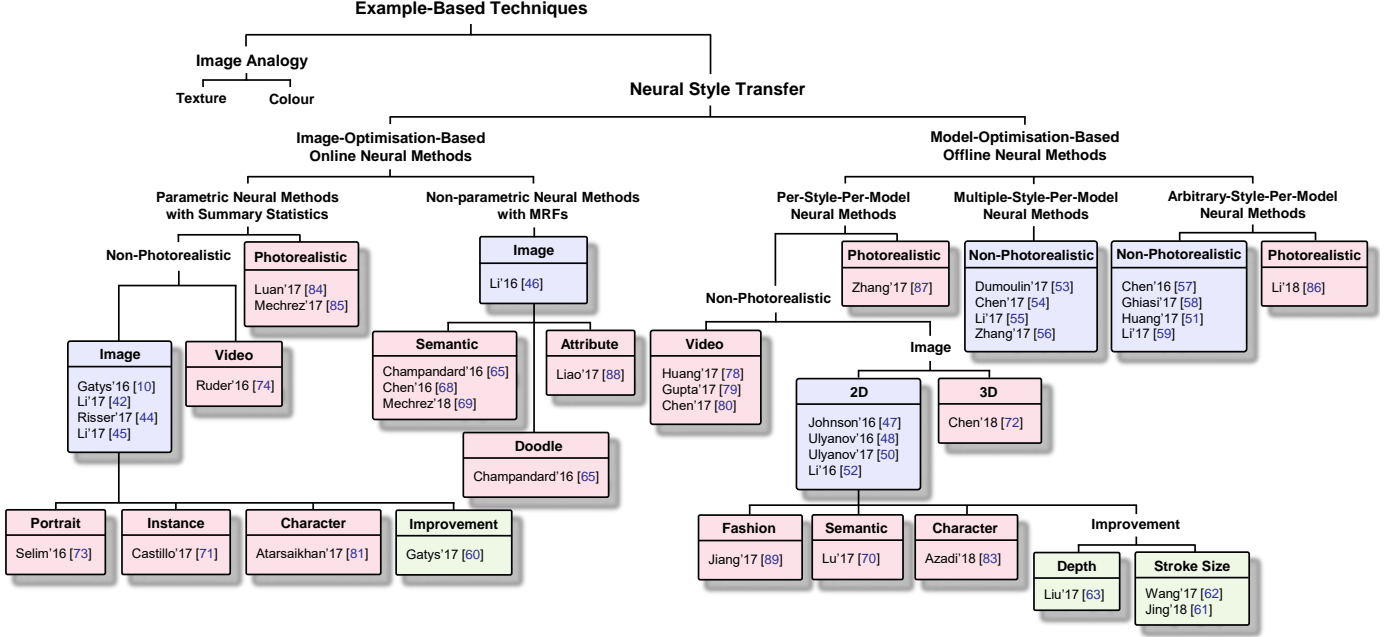 Example-Based Techniques
Image Analogy
Texture
Colour
Neural Style Transfer
Image-Optimisation-Based
Online Neural Methods
Model-Optimisation-Based
Offline Neural Methods
Parametric Neural Methods
with Summary Statistics
Non-parametric Neural Methods
with MRFs
Per-Style-Per-Model
Neural Methods
Multiple-Style-Per-Model
Neural Methods
Arbitrary-Style-Per-Model
Neural Methods
Non-Photorealistic
Photorealistic
Luan’17 [84]
Mechrez’17 [85]
Image
Gatys’16 [10]
Li’17 [42]
Risser’17 [44]
Li’17 [45]
Video
Ruder’16 [74]
Portrait
Selim’16 [73]
Instance
Castillo’17 [71]
Character
Atarsaikhan’17 [81]
Improvement
Gatys’17 [60]
Image
Li’16 [46]
Semantic
Champandard’16 [65]
Chen’16 [68]
Mechrez’18 [69]
Attribute
Liao’17 [88]
Doodle
Champandard’16 [65]
Non-Photorealistic
Photorealistic
Zhang’17 [87]
Video
Huang’17 [78]
Gupta’17 [79]
Chen’17 [80]
Image
2D
Johnson’16 [47]
Ulyanov’16 [48]
Ulyanov’17 [50]
Li’16 [52]
3D
Chen’18 [72]
Fashion
Jiang’17 [89]
Semantic
Lu’17 [70]
Character
Azadi’18 [83]
Improvement
Depth
Liu’17 [63]
Stroke Size
Wang’17 [62]
Jing’18 [61]
Non-Photorealistic
Dumoulin’17 [53]
Chen’17 [54]
Li’17 [55]
Zhang’17 [56]
Non-Photorealistic
Chen’16 [57]
Ghiasi’17 [58]
Huang’17 [51]
Li’17 [59]
Photorealistic
Li’18 [86]